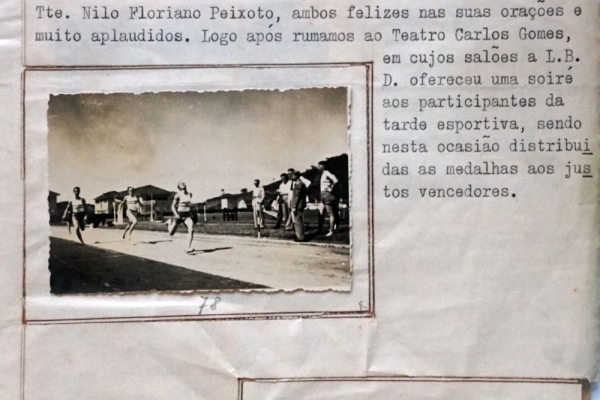 Tte. Nilo Floriano Peixoto, ambos felizes nas suas orações e
muito aplaudidos. Logo após rumamos ao Teatro Carlos Gomes,
em cujos salões a L.B.
D. ofereceu uma soiré
aos participantes da
tarde esportiva, sendo
nesta ocasião distribui
das as medalhas aos jus
tos vencedores.
78